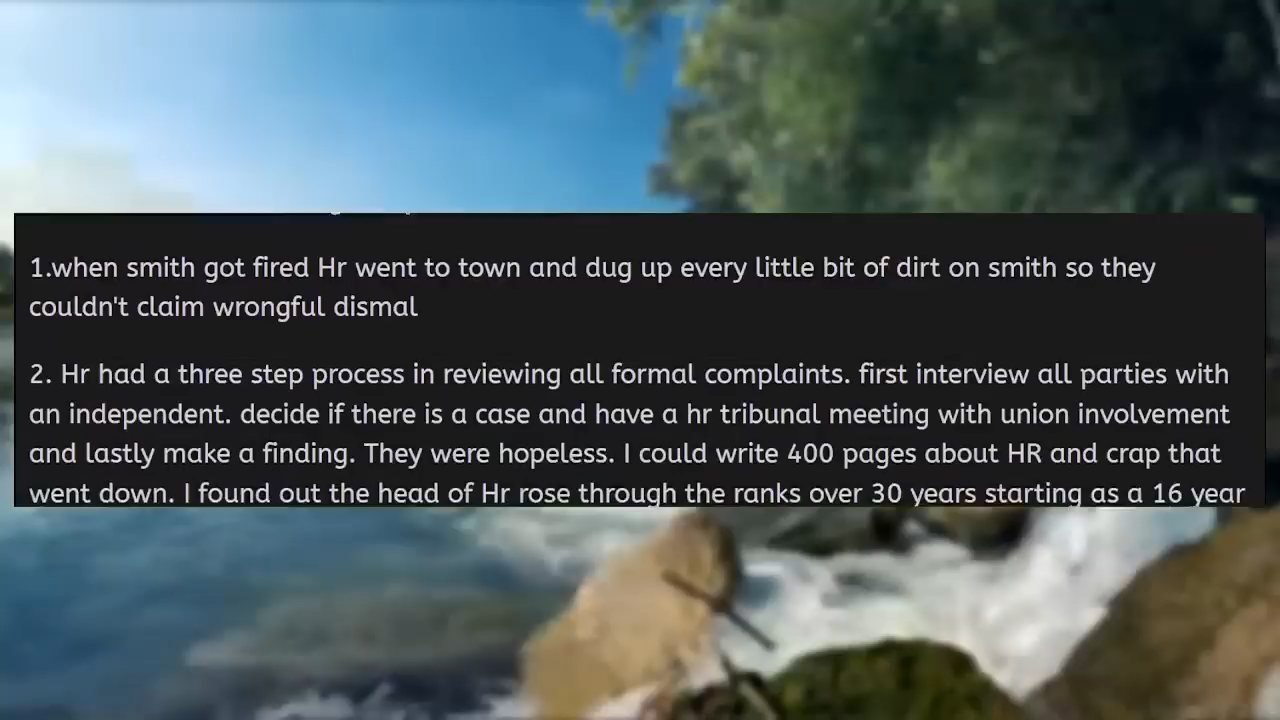 1.when smith got fired Hr went to town and dug up every little bit of dirt on smith so they
couldn't claim wrongful dismal
2. Hr had a three step process in reviewing all formal complaints. first interview all parties with
an independent. decide if there is a case and have a hr tribunal meeting with union involvement
and lastly make a finding. They were hopeless. I could write 400 pages about HR and crap that
went down. I found out the head of Hr rose through the ranks over 30 years starting as a 16 year